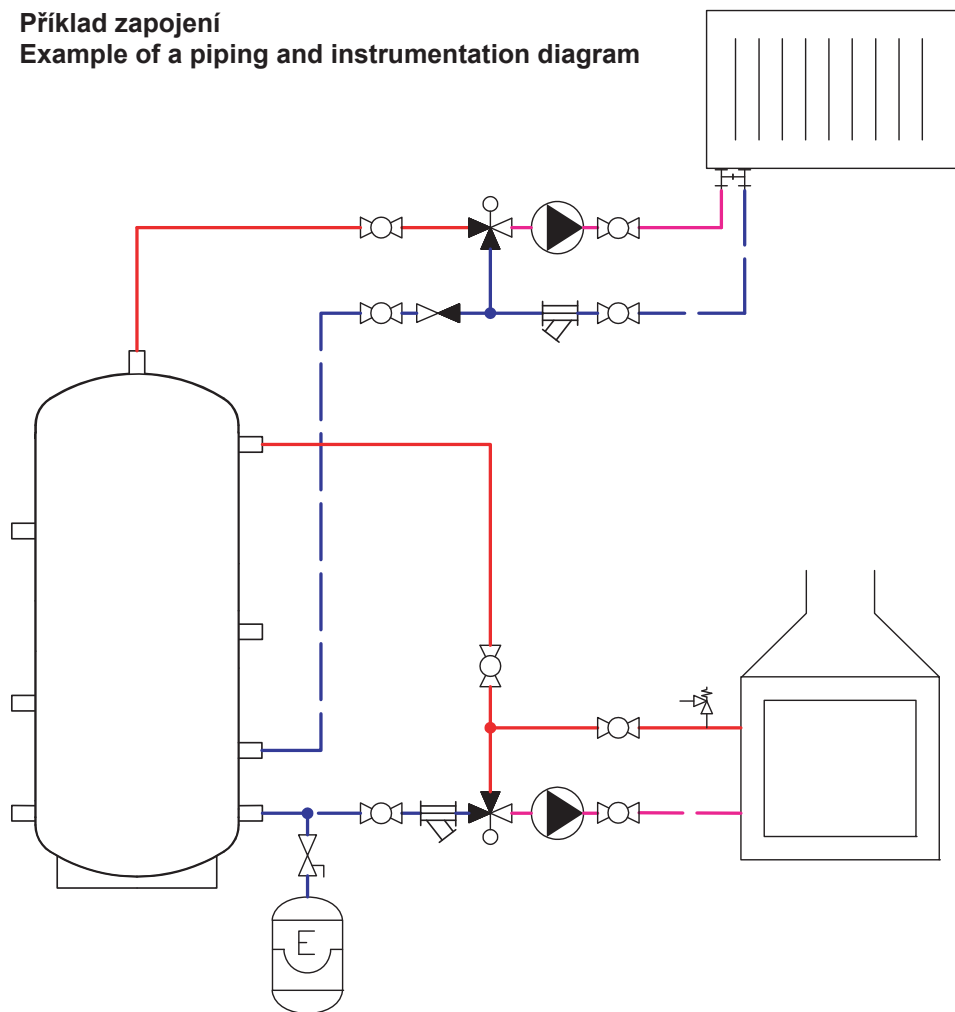 Příklad zapojení
Example of a piping and instrumentation diagram
E